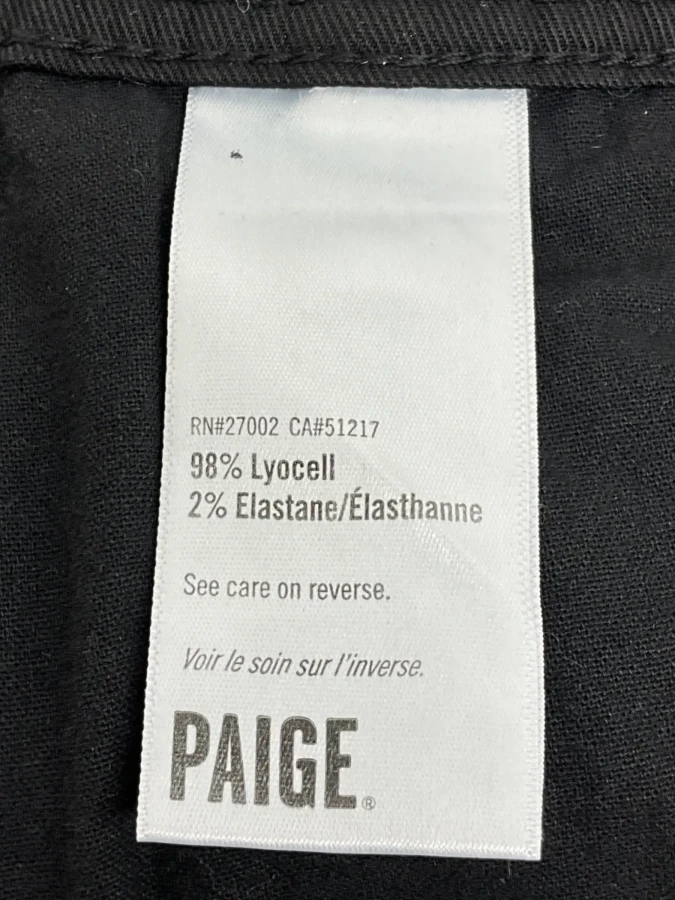 RN#27002 CA#51217
98% Lyocell
2% Elastane/Élasthanne
See care on reverse.
Voir le soin sur l'inverse.
PAIGE®